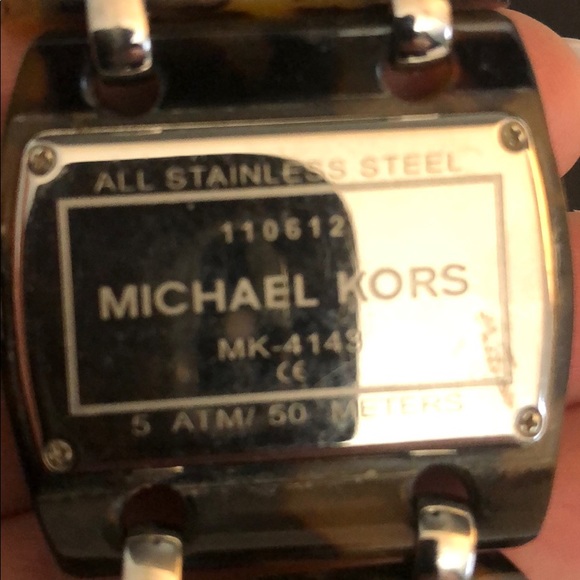 ALL STAINLESS STEEL
110612
MICHAEL KORS
MK-4143
CE
5 ATM/ 50 METERS